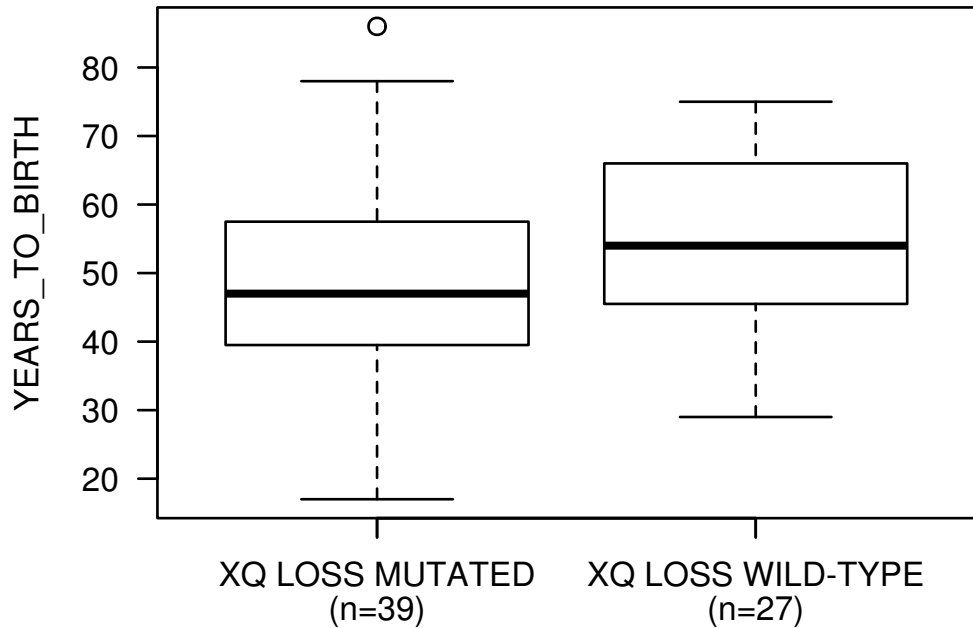 YEARS_TO_BIRTH
80
70
60
50
40
30
20
XQ LOSS MUTATED
(n=39)
XQ LOSS WILD-TYPE
(n=27)